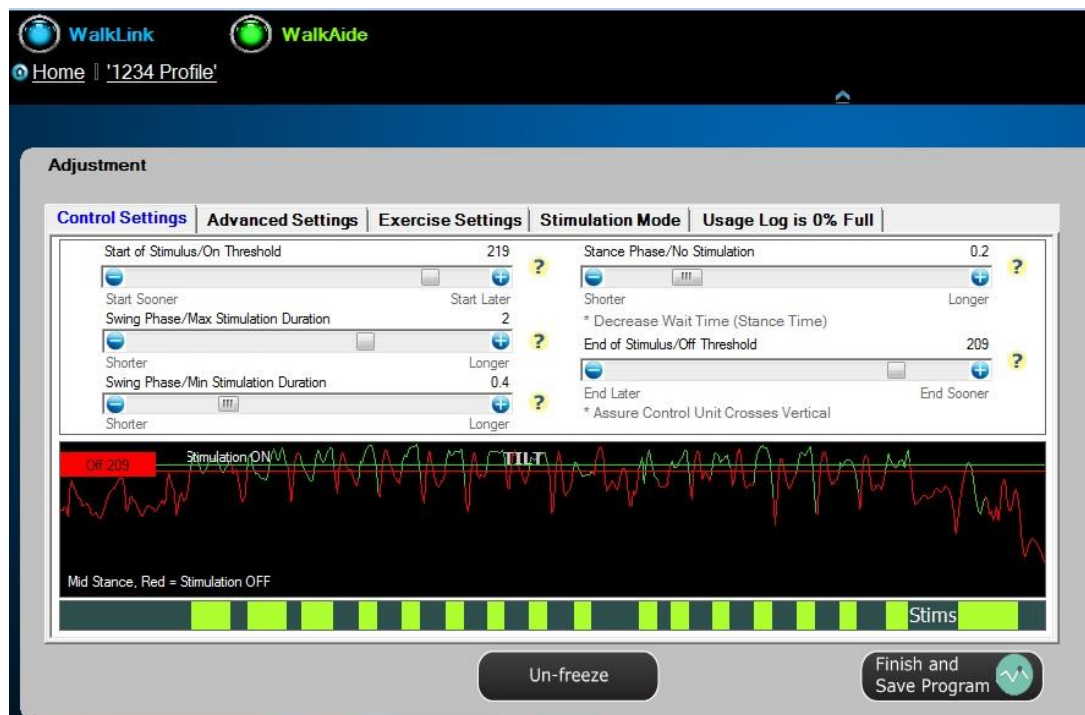 WalkLink WalkAide
Home '1234 Profile'
Adjustment
Control Settings Advanced Settings Exercise Settings Stimulation Mode Usage Log is 0% Full
Start of Stimulus/On Threshold 219 ?
Start Sooner Start Later
Swing Phase/Max Stimulation Duration 2 ?
Shorter Longer
Swing Phase/Min Stimulation Duration 0.4 ?
Shorter Longer
Stance Phase/No Stimulation 0.2 ?
Shorter Longer
* Decrease Wait Time (Stance Time)
End of Stimulus/Off Threshold 209 ?
End Later End Sooner
* Assure Control Unit Crosses Vertical
Off 209 Stimulation ON TILT
Mid Stance, Red = Stimulation OFF
Stims
Un-freeze
Finish and
Save Program